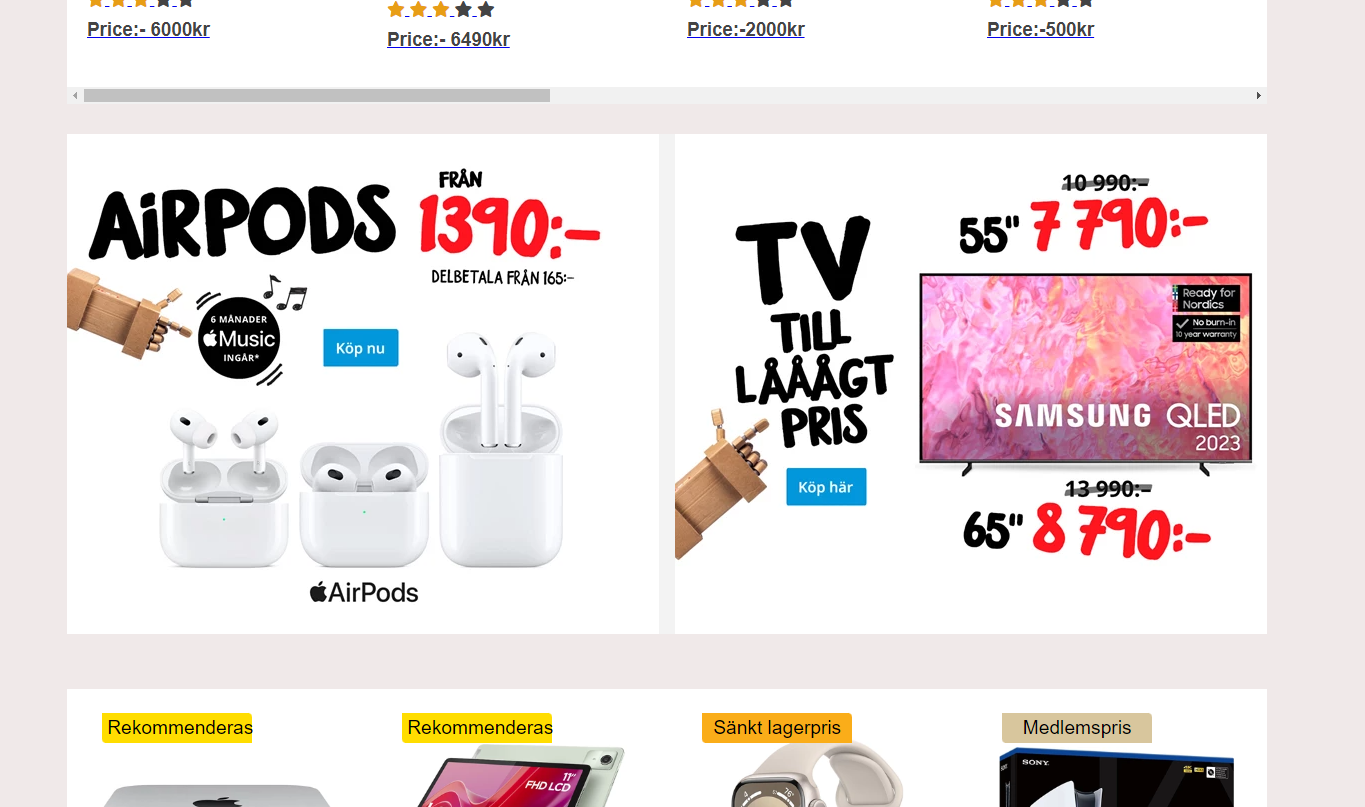 Price:- 6000kr
Price:- 6490kr
Price:-2000kr
Price:-500kr
AiRPODS
FRÅN
1390:-
DELBETALA FRÅN 165:-
6 MÅNADER
Music
INGÅR*
Köp nu
AirPods
TV
TILL
LÅÅÅGT
PRIS
Köp här
10 990:-
55" 7 790:-
Ready for
Nordics
No burn-in
10 year warranty
SAMSUNG QLED
2023
13 990:-
65" 8 790:-
Rekommenderas
Rekommenderas
Sänkt lagerpris
Medlemspris
11"
FHD LCD
4
76°
SONY